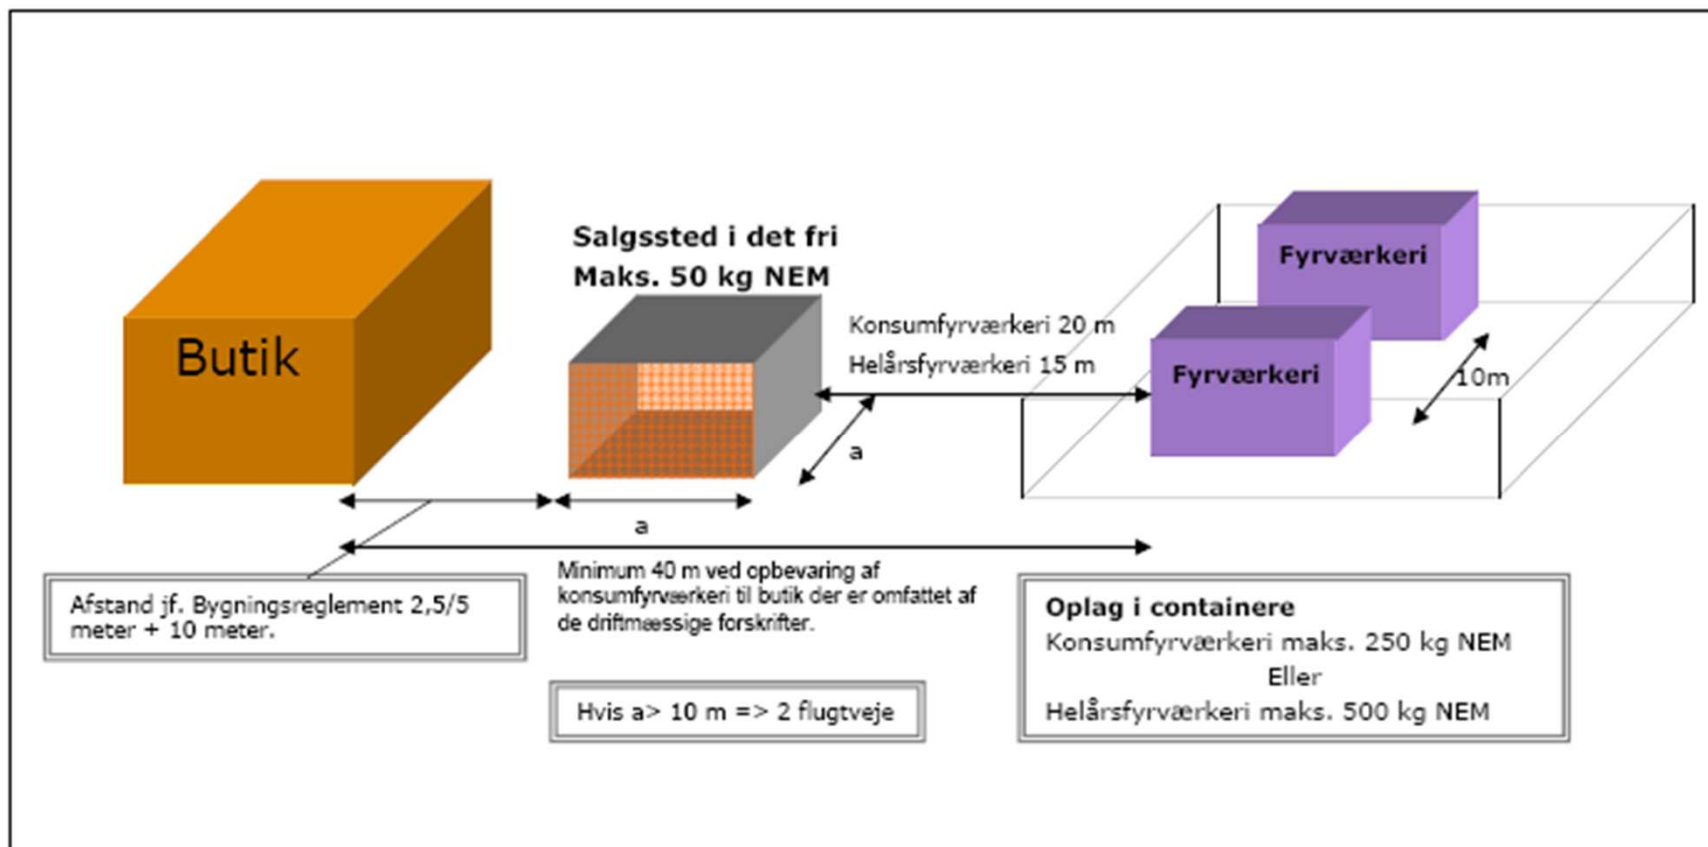 Salgssted i det fri
Maks. 50 kg NEM
Butik
Konsumfyrværkeri 20 m
Helårsfyrværkeri 15 m
Fyrværkeri
Fyrværkeri
10m
a
a
Minimum 40 m ved opbevaring af
konsumfyrværkeri til butik der er omfattet af
de driftmæssige forskrifter.
Afstand jf. Bygningsreglement 2,5/5
meter + 10 meter.
Hvis a> 10 m => 2 flugtveje
Oplag i containere
Konsumfyrværkeri maks. 250 kg NEM
Eller
Helårsfyrværkeri maks. 500 kg NEM